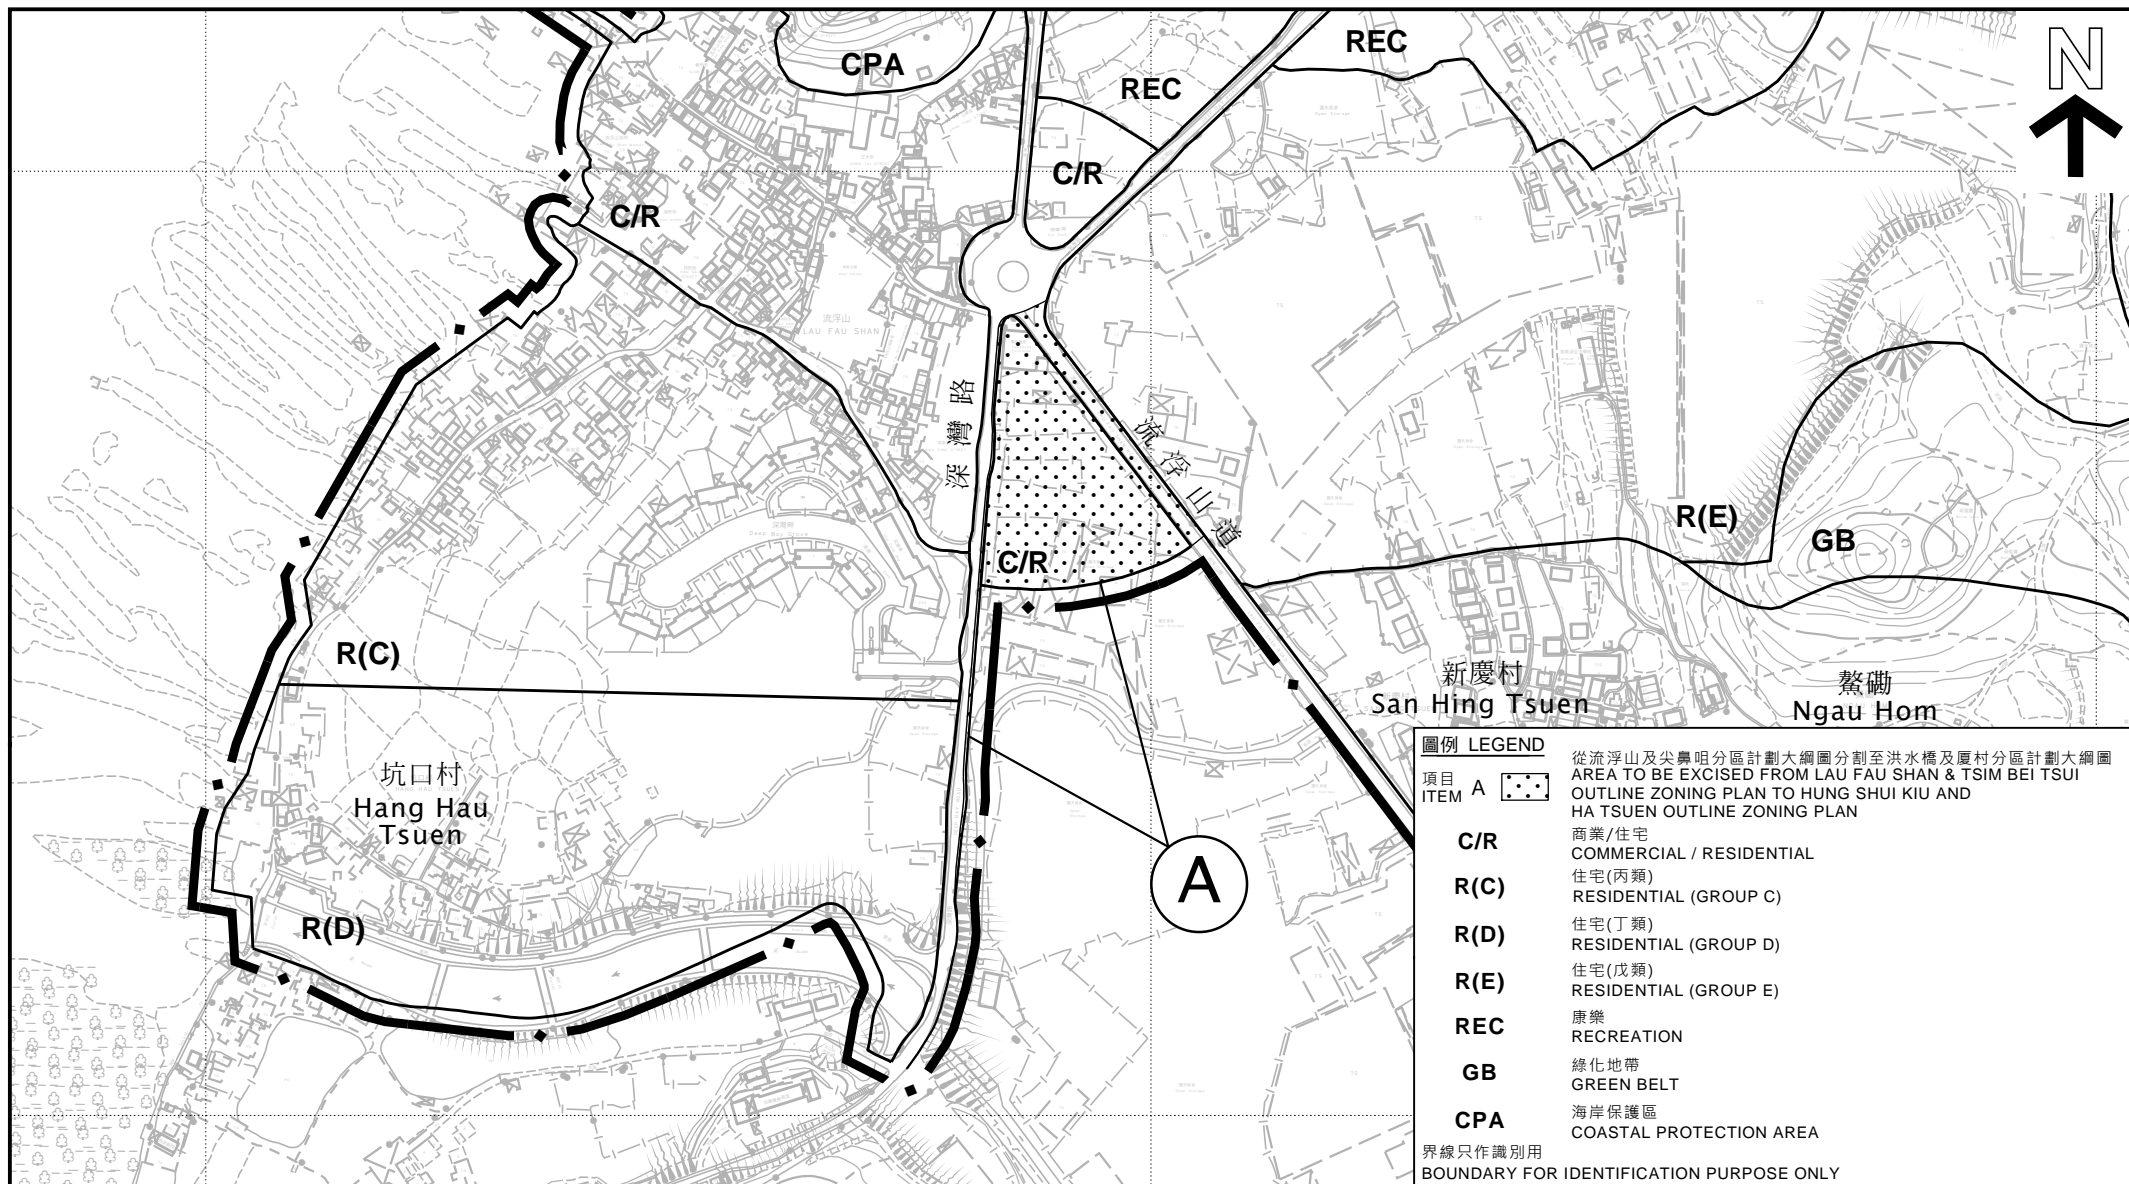 CPA
REC
REC
N
C/R
C/R
流浮山
LAU FAU SHAN
深灣路
流浮山道
C/R
R(E)
GB
R(C)
新慶村
San Hing Tsuen
鰲磡
Ngau Hom
坑口村
Hang Hau
Tsuen
A
R(D)
圖例 LEGEND
項目
ITEM A
從流浮山及尖鼻咀分區計劃大綱圖分割至洪水橋及厦村分區計劃大綱圖
AREA TO BE EXCISED FROM LAU FAU SHAN & TSIM BEI TSUI
OUTLINE ZONING PLAN TO HUNG SHUI KIU AND
HA TSUEN OUTLINE ZONING PLAN
C/R
商業/住宅
COMMERCIAL / RESIDENTIAL
R(C)
住宅(丙類)
RESIDENTIAL (GROUP C)
R(D)
住宅(丁類)
RESIDENTIAL (GROUP D)
R(E)
住宅(戊類)
RESIDENTIAL (GROUP E)
REC
康樂
RECREATION
GB
綠化地帶
GREEN BELT
CPA
海岸保護區
COASTAL PROTECTION AREA
界線只作識別用
BOUNDARY FOR IDENTIFICATION PURPOSE ONLY